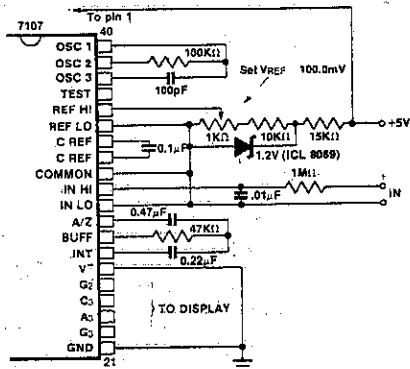 7107
To pin 1
40
OSC 1
OSC 2
OSC 3
TEST
REF HI
REF LO
C REF
C REF
COMMON
IN HI
IN LO
A/Z
BUFF
INT
V–
G2
C3
A3
G3
GND
21
100KΩ
100pF
Set VREF 100.0mV
1KΩ
10KΩ
15KΩ
+5V
0.1µF
1.2V (ICL 8069)
1MΩ
+
.01µF
IN
–
0.47µF
47KΩ
0.22µF
TO DISPLAY